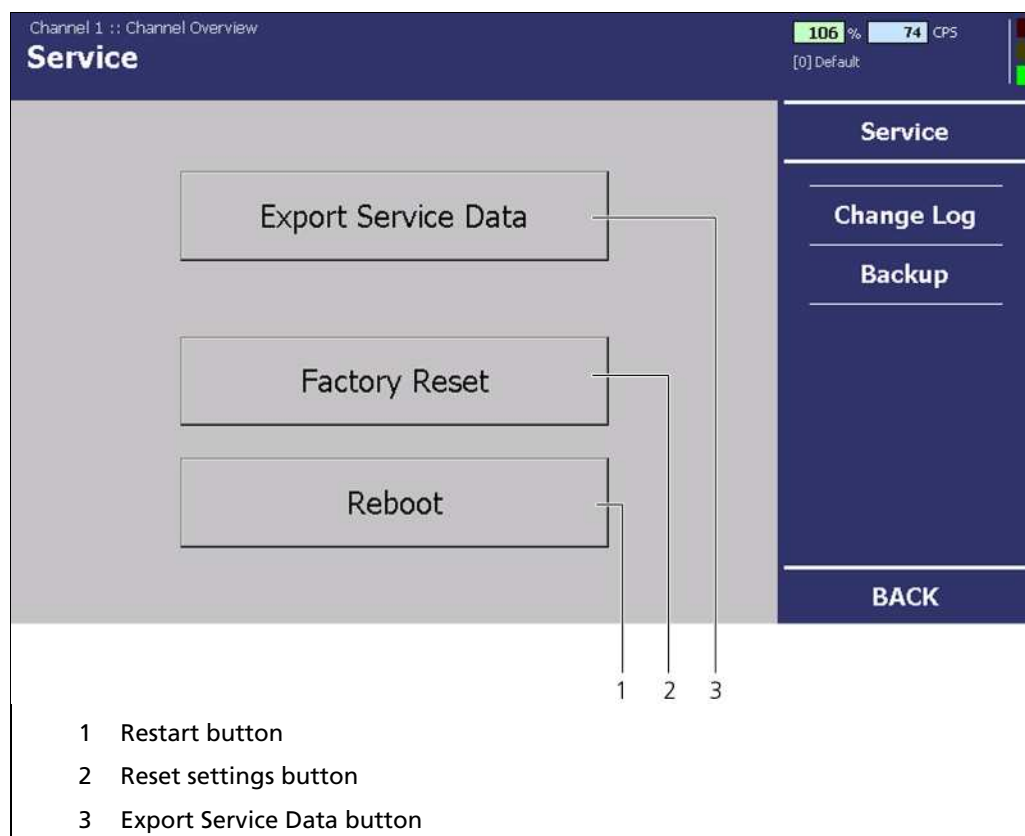 Channel 1 :: Channel Overview
Service
106 % 74 CPS
[0] Default
Service
Export Service Data
Change Log
Backup
Factory Reset
Reboot
BACK
1 2 3
1 Restart button
2 Reset settings button
3 Export Service Data button